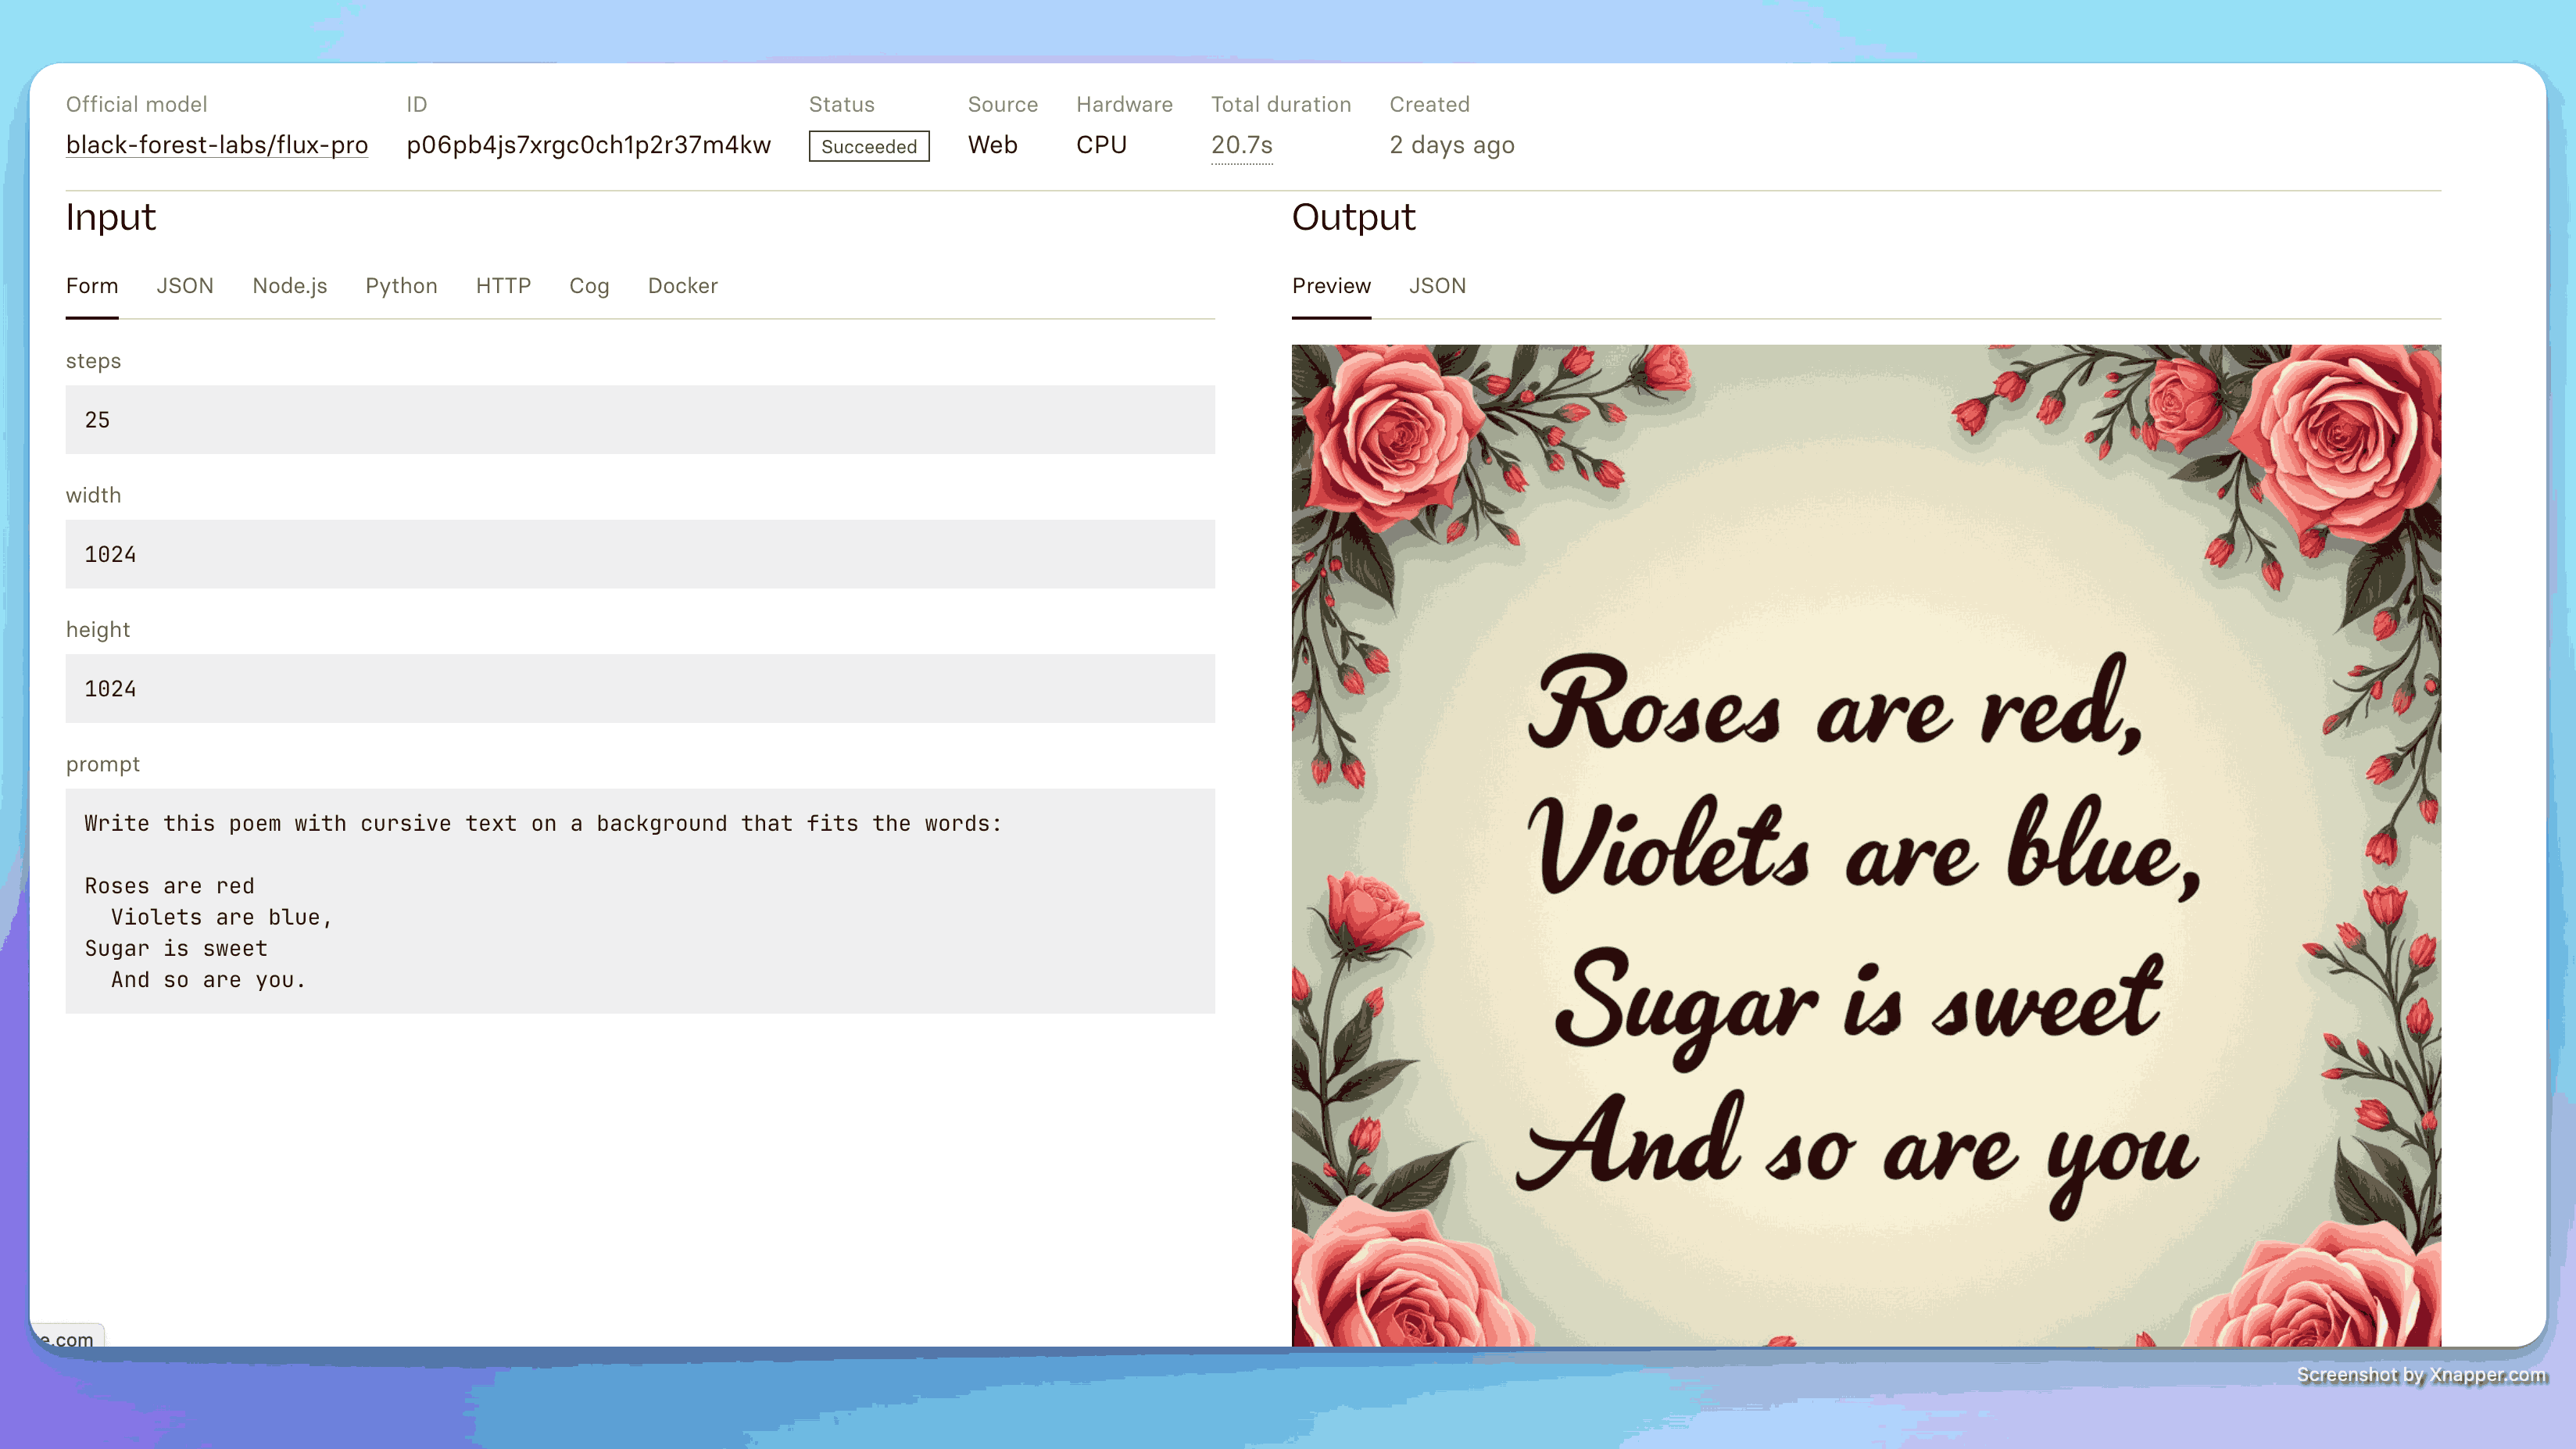 Official model
ID
Status
Source
Hardware
Total duration
Created
black-forest-labs/flux-pro
p06pb4js7xrgc0ch1p2r37m4kw
Succeeded
Web
CPU
20.7s
2 days ago
Input
Form
JSON
Node.js
Python
HTTP
Cog
Docker
steps
25
width
1024
height
1024
prompt
Write this poem with cursive text on a background that fits the words:
Roses are red
Violets are blue,
Sugar is sweet
And so are you.
Output
Preview
JSON
Roses are red,
Violets are blue,
Sugar is sweet
And so are you
e.com
Screenshot by Xnapper.com